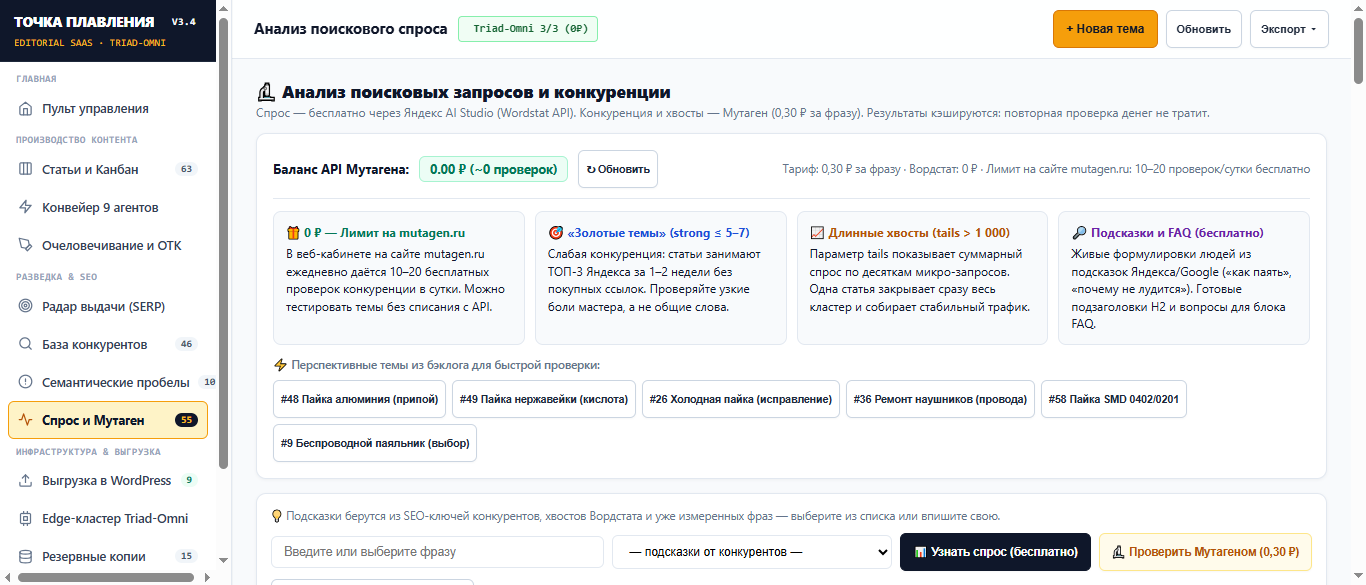 ТОЧКА ПЛАВЛЕНИЯ V3.4
EDITORIAL SAAS · TRIAD-OMNI
ГЛАВНАЯ
Пульт управления
ПРОИЗВОДСТВО КОНТЕНТА
Статьи и Канбан 63
Конвейер 9 агентов
Очеловечивание и ОТК
РАЗВЕДКА & SEO
Радар выдачи (SERP)
База конкурентов 46
Семантические пробелы 10
Спрос и Мутаген 55
ИНФРАСТРУКТУРА & ВЫГРУЗКА
Выгрузка в WordPress 9
Edge-кластер Triad-Omni
Резервные копии 15
Анализ поискового спроса Triad-Omni 3/3 (0₽) + Новая тема Обновить Экспорт
Анализ поисковых запросов и конкуренции
Спрос — бесплатно через Яндекс AI Studio (Wordstat API). Конкуренция и хвосты — Мутаген (0,30 ₽ за фразу). Результаты кэшируются: повторная проверка денег не тратит.
Баланс API Мутагена: 0.00 ₽ (~0 проверок) ↻ Обновить Тариф: 0,30 ₽ за фразу · Вордстат: 0 ₽ · Лимит на сайте mutagen.ru: 10–20 проверок/сутки бесплатно
0 ₽ — Лимит на mutagen.ru
В веб-кабинете на сайте mutagen.ru
ежедневно даётся 10–20 бесплатных
проверок конкуренции в сутки. Можно
тестировать темы без списания с API.
«Золотые темы» (strong ≤ 5–7)
Слабая конкуренция: статьи занимают
ТОП-3 Яндекса за 1–2 недели без
покупных ссылок. Проверяйте узкие
боли мастера, а не общие слова.
Длинные хвосты (tails > 1 000)
Параметр tails показывает суммарный
спрос по десяткам микро-запросов.
Одна статья закрывает сразу весь
кластер и собирает стабильный трафик.
Подсказки и FAQ (бесплатно)
Живые формулировки людей из
подсказок Яндекса/Google («как паять»,
«почему не лудится»). Готовые
подзаголовки H2 и вопросы для блока
FAQ.
Перспективные темы из бэклога для быстрой проверки:
#48 Пайка алюминия (припой) #49 Пайка нержавейки (кислота) #26 Холодная пайка (исправление) #36 Ремонт наушников (провода) #58 Пайка SMD 0402/0201
#9 Беспроводной паяльник (выбор)
Подсказки берутся из SEO-ключей конкурентов, хвостов Вордстата и уже измеренных фраз — выберите из списка или впишите свою.
Введите или выберите фразу — подсказки от конкурентов — Узнать спрос (бесплатно) Проверить Мутагеном (0,30 ₽)